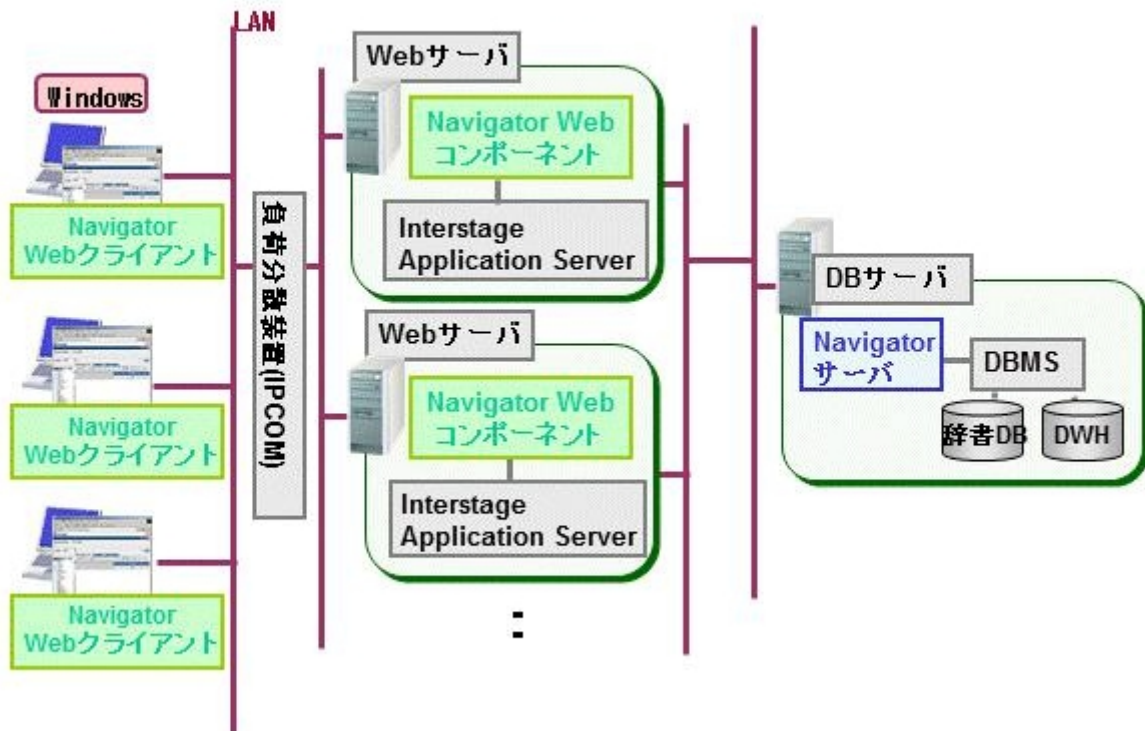 LAN
Windows
Navigator
Webクライアント
Navigator
Webクライアント
Navigator
Webクライアント
負荷分散装置(IPCOM)
Webサーバ
Navigator Web
コンポーネント
Interstage
Application Server
Webサーバ
Navigator Web
コンポーネント
Interstage
Application Server
DBサーバ
Navigator
サーバ
DBMS
辞書DB
DWH